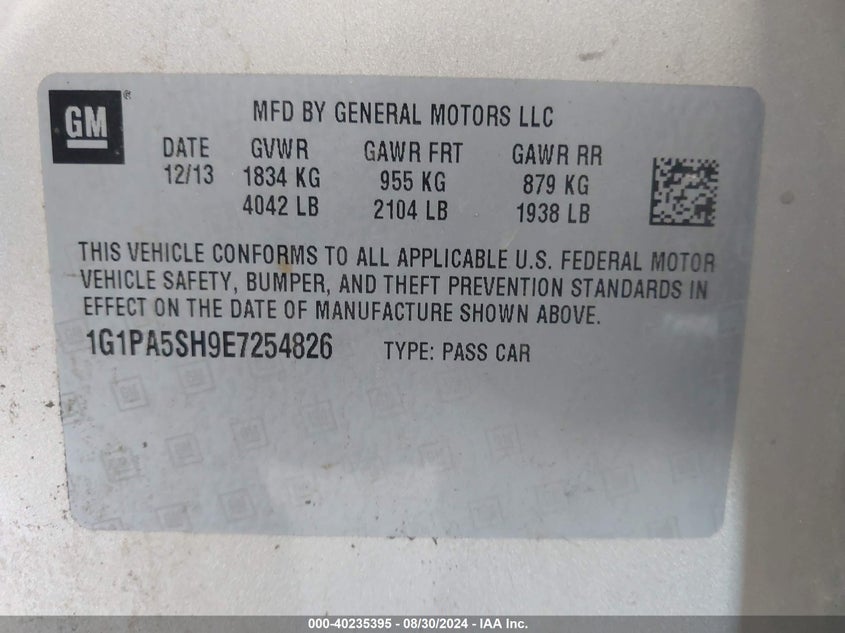 GM®
MFD BY GENERAL MOTORS LLC
DATE GVWR GAWR FRT GAWR RR
12/13 1834 KG 955 KG 879 KG
4042 LB 2104 LB 1938 LB
THIS VEHICLE CONFORMS TO ALL APPLICABLE U.S. FEDERAL MOTOR
VEHICLE SAFETY, BUMPER, AND THEFT PREVENTION STANDARDS IN
EFFECT ON THE DATE OF MANUFACTURE SHOWN ABOVE.
1G1PA5SH9E7254826 TYPE: PASS CAR
000-40235395 - 08/30/2024 - IAA Inc.